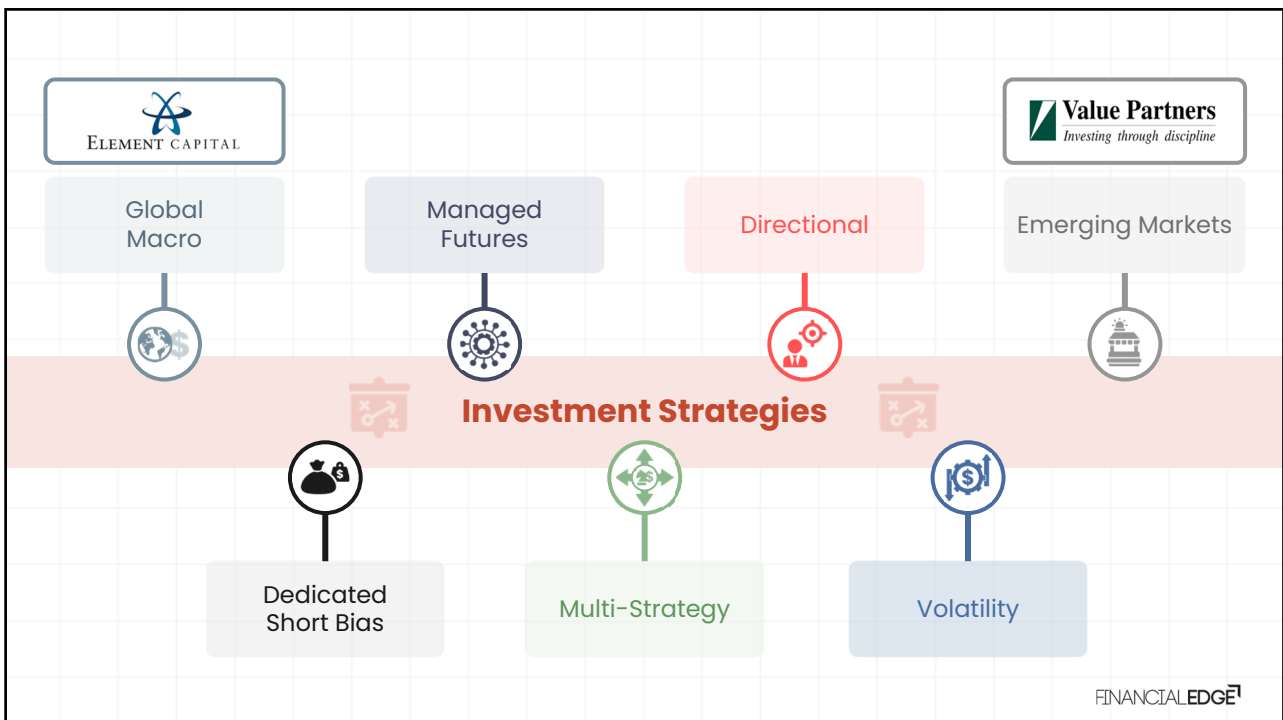 ELEMENT CAPITAL
Value Partners
Investing through discipline
Global
Macro
Managed
Futures
Directional
Emerging Markets
Investment Strategies
Dedicated
Short Bias
Multi-Strategy
Volatility
FINANCIALEDGE